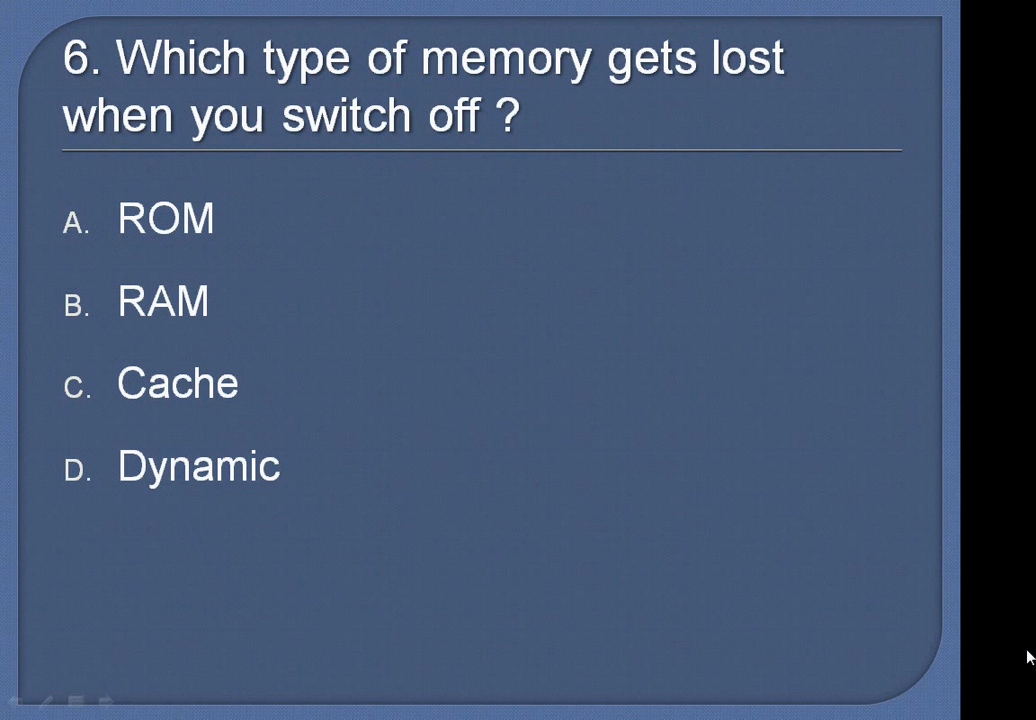 6. Which type of memory gets lost
when you switch off ?
A. ROM
B. RAM
C. Cache
D. Dynamic